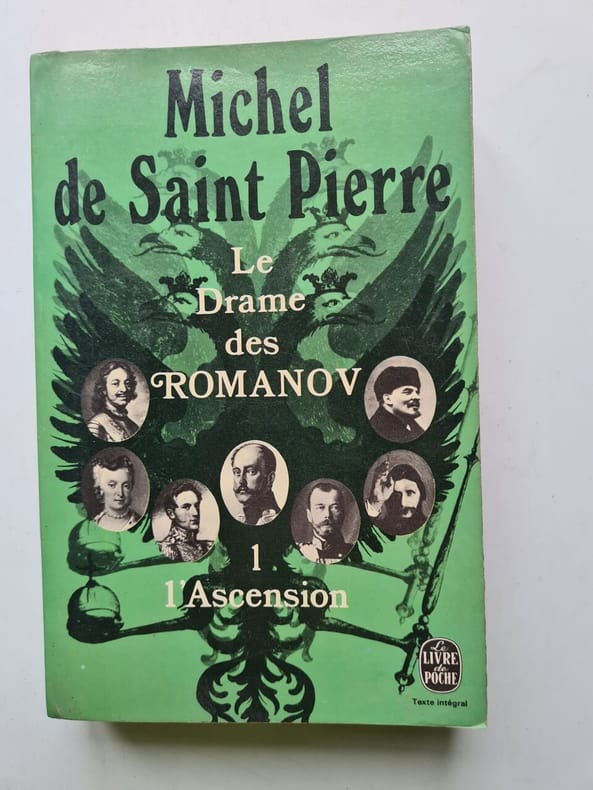 Michel
de Saint Pierre
Le
Drame
des
ROMANOV
1
l'Ascension
Le
LIVRE
de
POCHE
Texte intégral